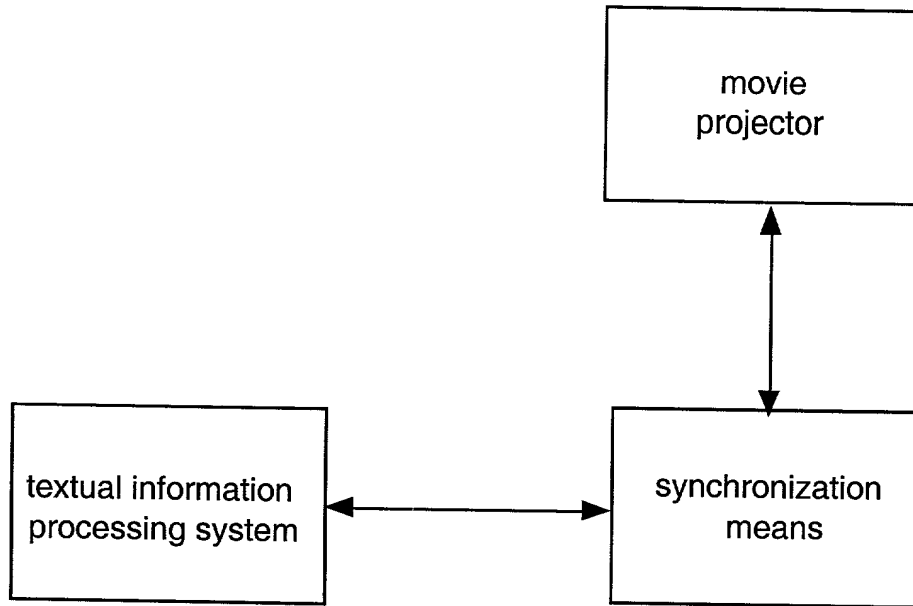 movie
projector
textual information
processing system
synchronization
means